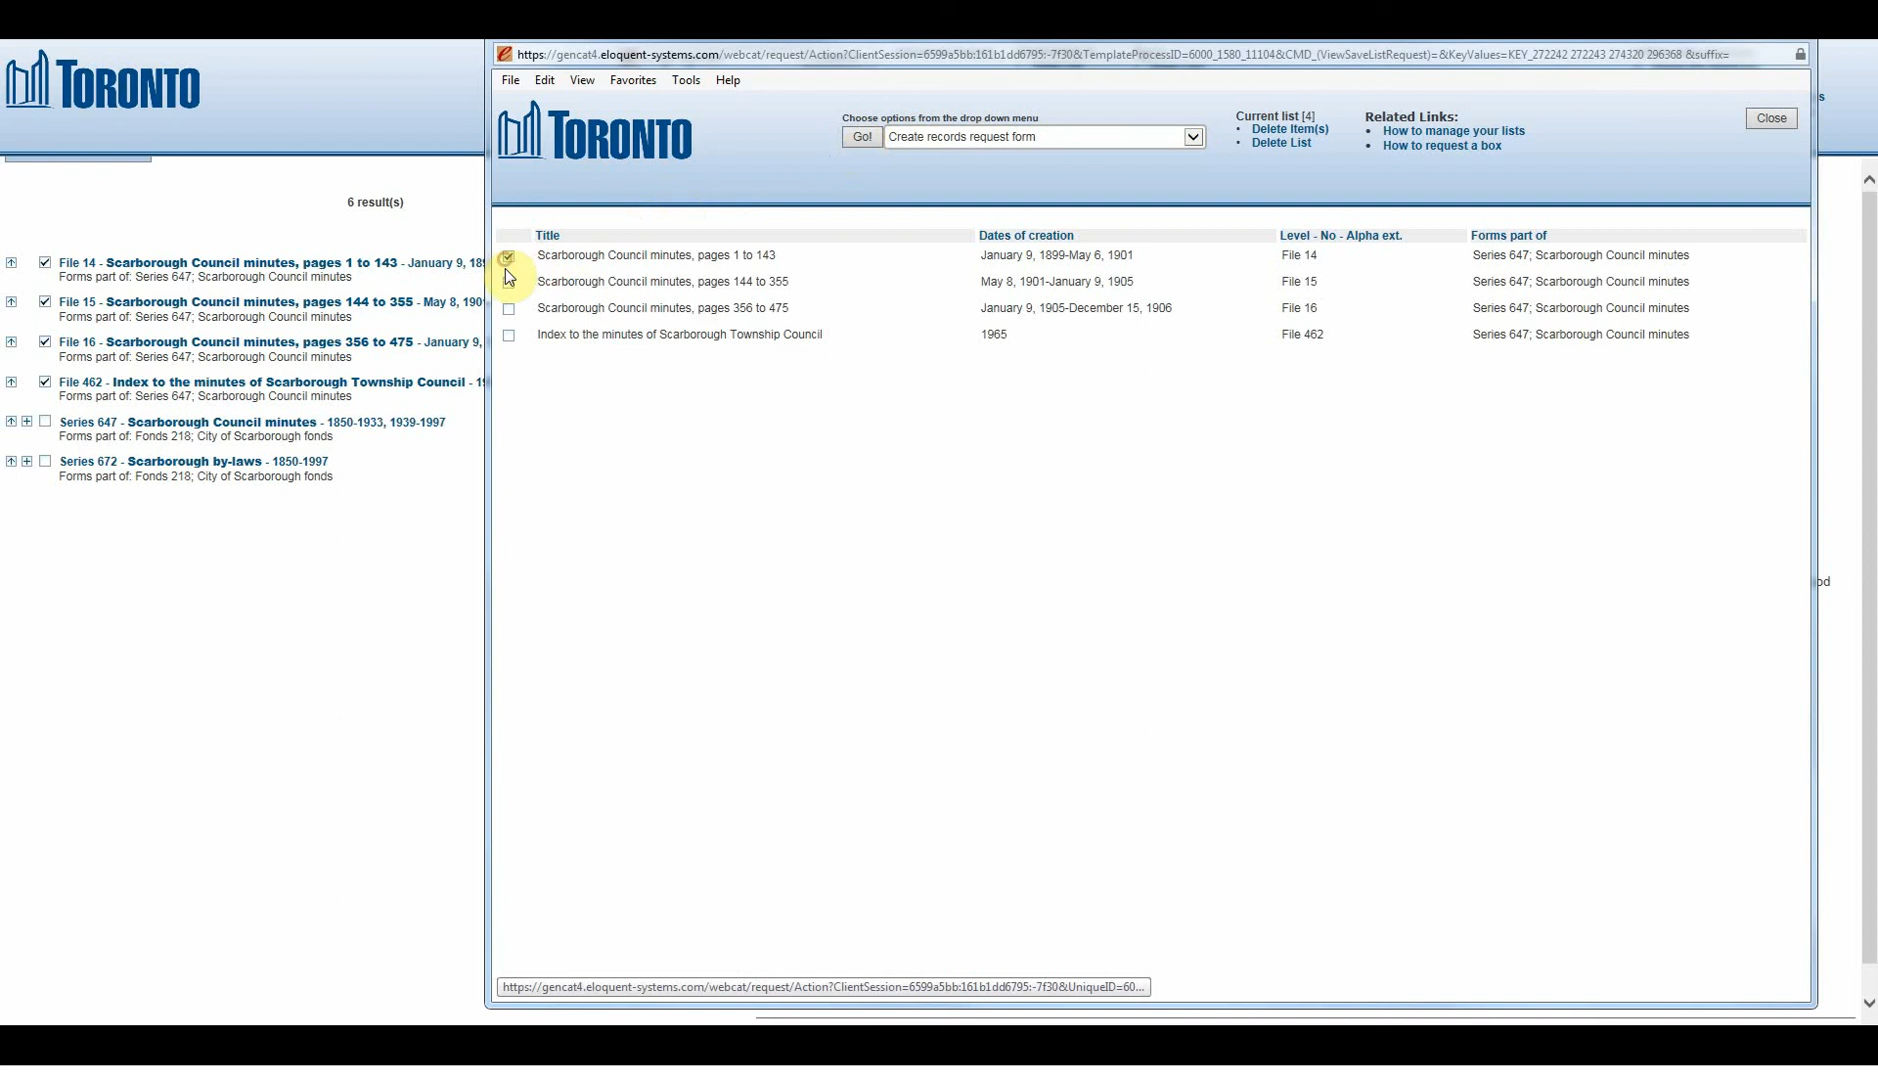 TORONTO
6 result(s)
File 14 - Scarborough Council minutes, pages 1 to 143 - January 9, 18
Forms part of: Series 647; Scarborough Council minutes
File 15 - Scarborough Council minutes, pages 144 to 355 - May 8, 190
Forms part of: Series 647; Scarborough Council minutes
File 16 - Scarborough Council minutes, pages 356 to 475 - January 9,
Forms part of: Series 647; Scarborough Council minutes
File 462 - Index to the minutes of Scarborough Township Council - 1
Forms part of: Series 647; Scarborough Council minutes
Series 647 - Scarborough Council minutes - 1850-1933, 1939-1997
Forms part of: Fonds 218; City of Scarborough fonds
Series 672 - Scarborough by-laws - 1850-1997
Forms part of: Fonds 218; City of Scarborough fonds
https://gencat4.eloquent-systems.com/webcat/request/Action?ClientSession=6599a5bb:161b1dd6795:-7f30&TemplateProcessID=6000_1580_11104&CMD_(ViewSaveListRequest)=&KeyValues=KEY_272242 272243 274320 296368 &suffix=
File Edit View Favorites Tools Help
TORONTO
Choose options from the drop down menu
Go! Create records request form
Current list [4]
• Delete Item(s)
• Delete List
Related Links:
• How to manage your lists
• How to request a box
Close
Title Dates of creation Level - No - Alpha ext. Forms part of
Scarborough Council minutes, pages 1 to 143 January 9, 1899-May 6, 1901 File 14 Series 647; Scarborough Council minutes
Scarborough Council minutes, pages 144 to 355 May 8, 1901-January 9, 1905 File 15 Series 647; Scarborough Council minutes
Scarborough Council minutes, pages 356 to 475 January 9, 1905-December 15, 1906 File 16 Series 647; Scarborough Council minutes
Index to the minutes of Scarborough Township Council 1965 File 462 Series 647; Scarborough Council minutes
https://gencat4.eloquent-systems.com/webcat/request/Action?ClientSession=6599a5bb:161b1dd6795:-7f30&UniqueID=60...
s
od